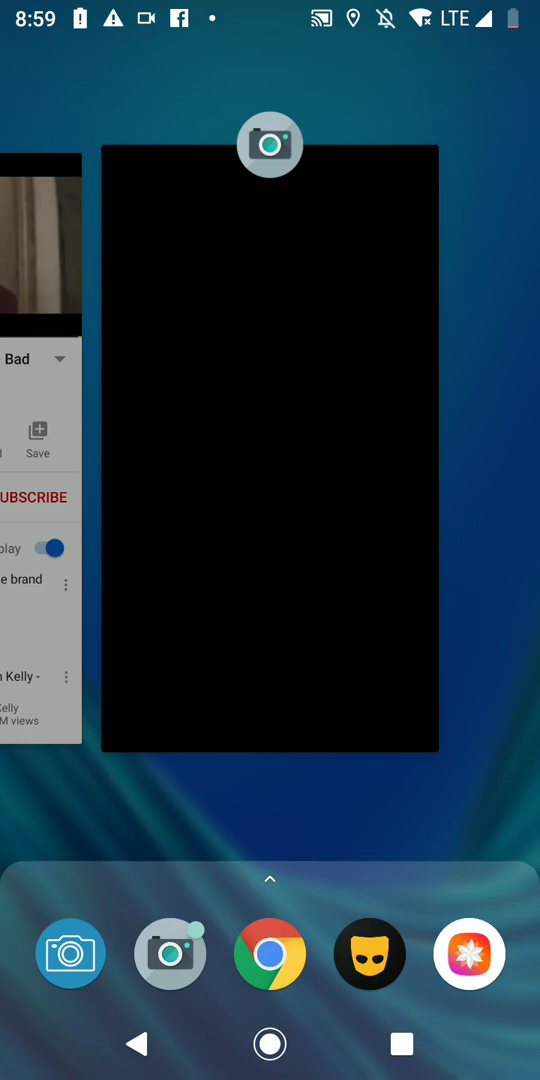 8:59
LTE
Bad
Save
UBSCRIBE
play
e brand
Kelly -
Kelly
M views